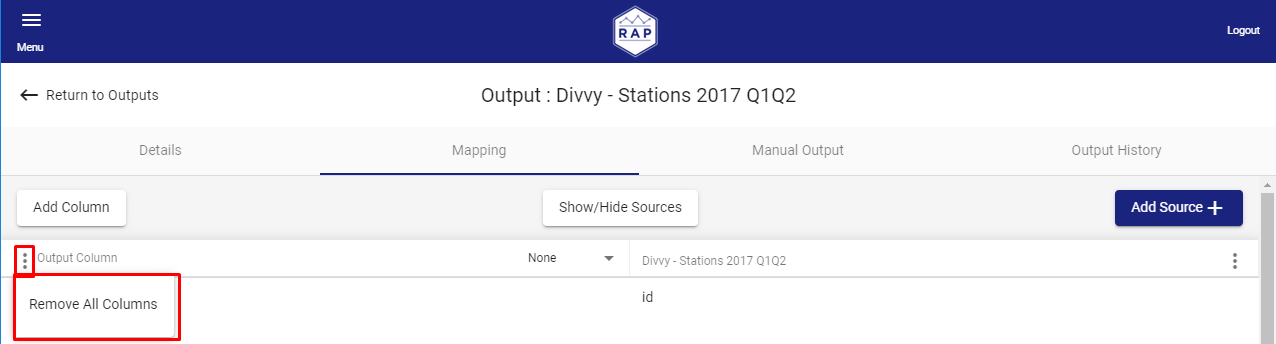 RAP
Menu
Logout
Return to Outputs
Output : Divvy - Stations 2017 Q1Q2
Details
Mapping
Manual Output
Output History
Add Column
Show/Hide Sources
Add Source
Output Column
None
Divvy - Stations 2017 Q1Q2
Remove All Columns
id